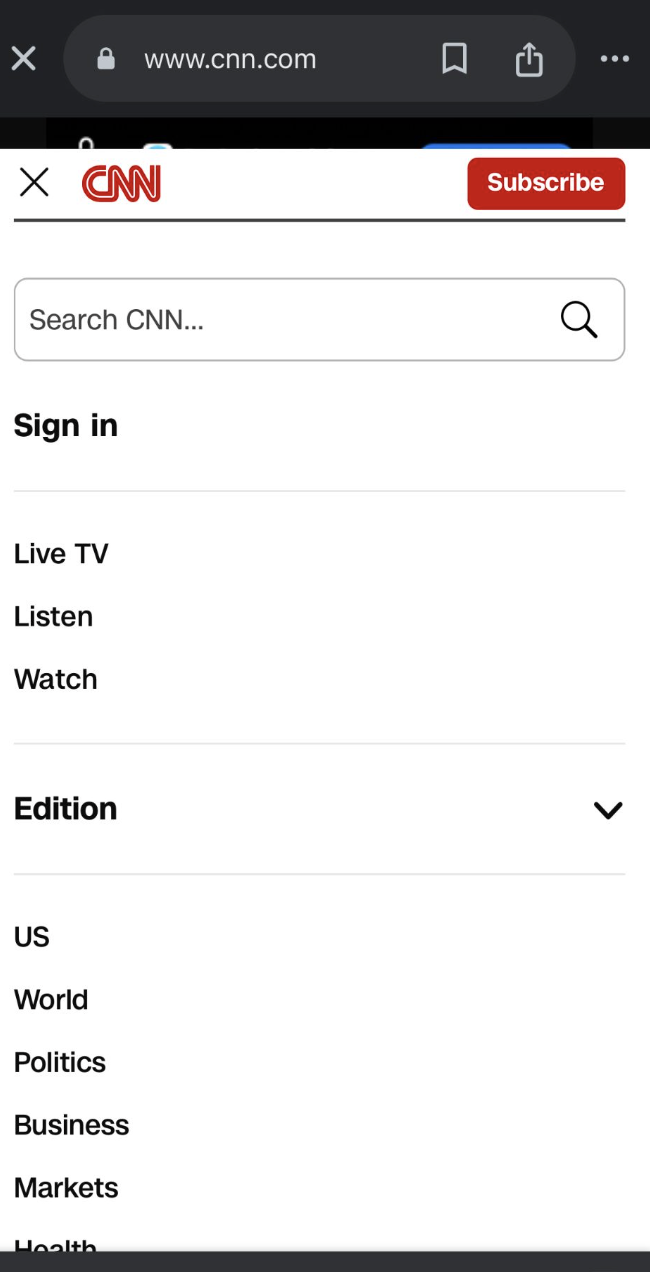 www.cnn.com
CNN
Subscribe
Search CNN...
Sign in
Live TV
Listen
Watch
Edition
US
World
Politics
Business
Markets
Health